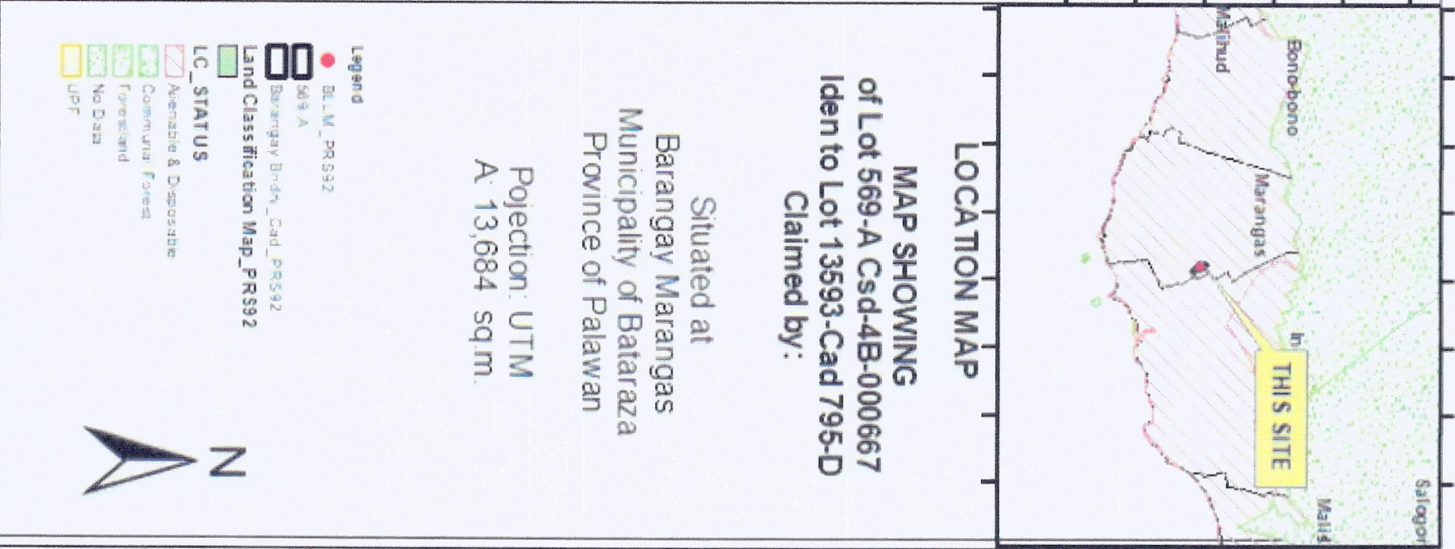 Salogon
Bono-bono
Malihud
Marangas
In
Malis
THIS SITE
LOCATION MAP
MAP SHOWING
of Lot 569-A Csd-4B-000667
Iden to Lot 13593-Cad 795-D
Claimed by:
Situated at
Barangay Marangas
Municipality of Bataraza
Province of Palawan
Pojection: UTM
A: 13,684 sq.m.
Legend
BLLM_PRS92
569 A
Barangay Bndry_Cad_PRS92
Land Classification Map_PRS92
LC_STATUS
Alienable & Disposable
Communal Forest
Forestland
No Data
UPF
N